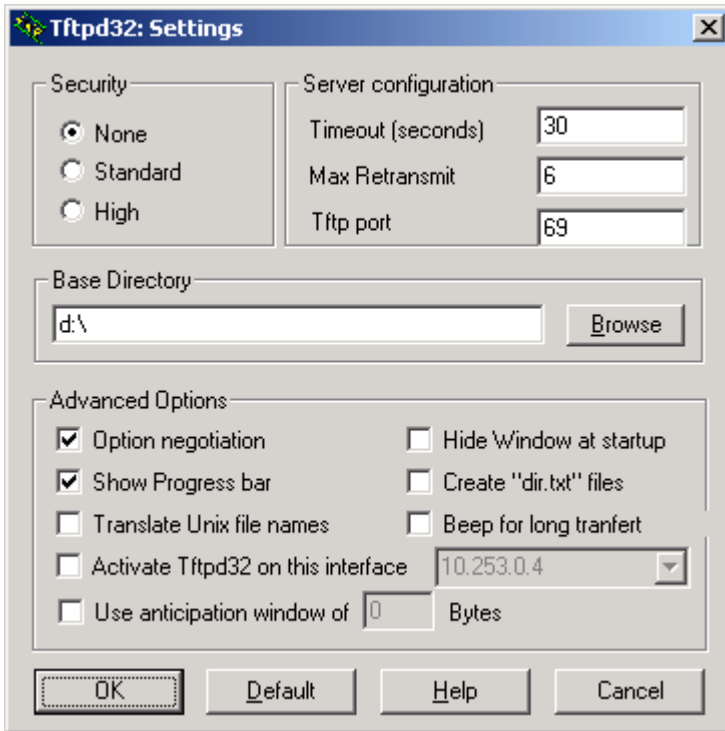 Tftpd32: Settings
Security
None
Standard
High
Server configuration
Timeout (seconds) 30
Max Retransmit 6
Tftp port 69
Base Directory
d:\ Browse
Advanced Options
Option negotiation Hide Window at startup
Show Progress bar Create "dir.txt" files
Translate Unix file names Beep for long tranfert
Activate Tftpd32 on this interface 10.253.0.4
Use anticipation window of 0 Bytes
OK Default Help Cancel